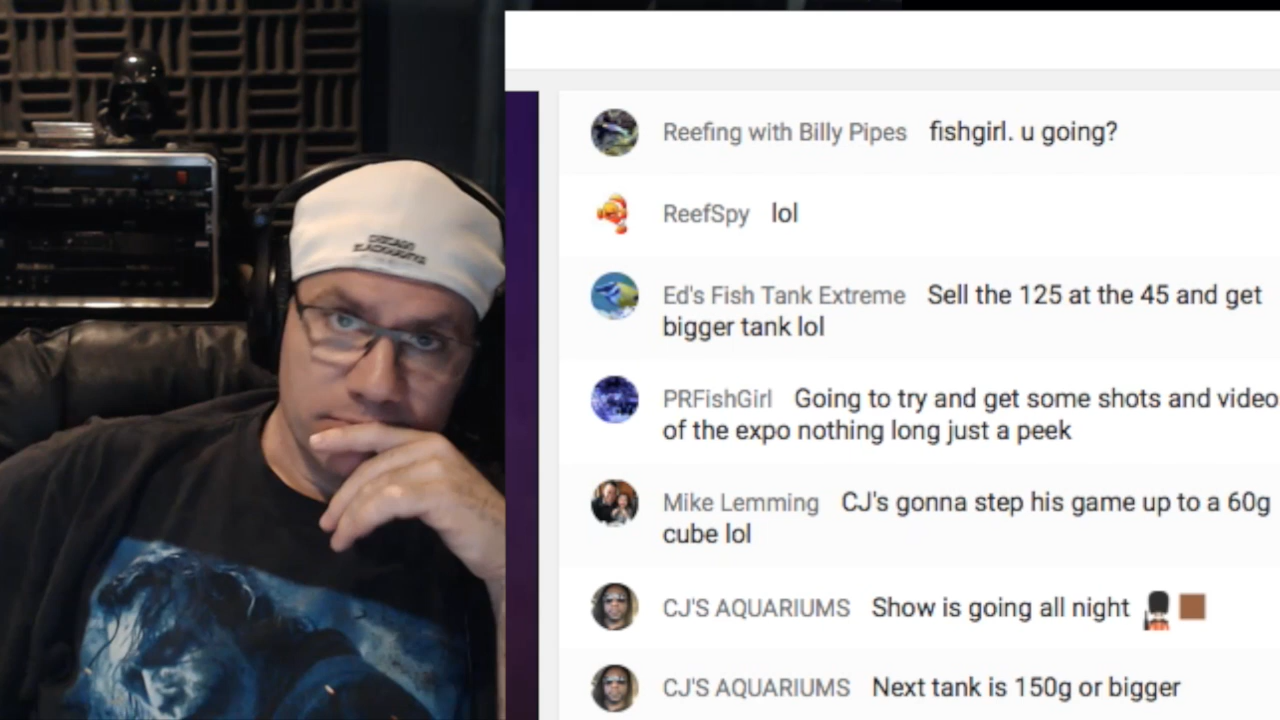 CHICAGO
BLACKHAWKS
Reefing with Billy Pipes fishgirl. u going?
ReefSpy lol
Ed's Fish Tank Extreme Sell the 125 at the 45 and get
bigger tank lol
PRFishGirl Going to try and get some shots and video
of the expo nothing long just a peek
Mike Lemming CJ's gonna step his game up to a 60g
cube lol
CJ'S AQUARIUMS Show is going all night
CJ'S AQUARIUMS Next tank is 150g or bigger